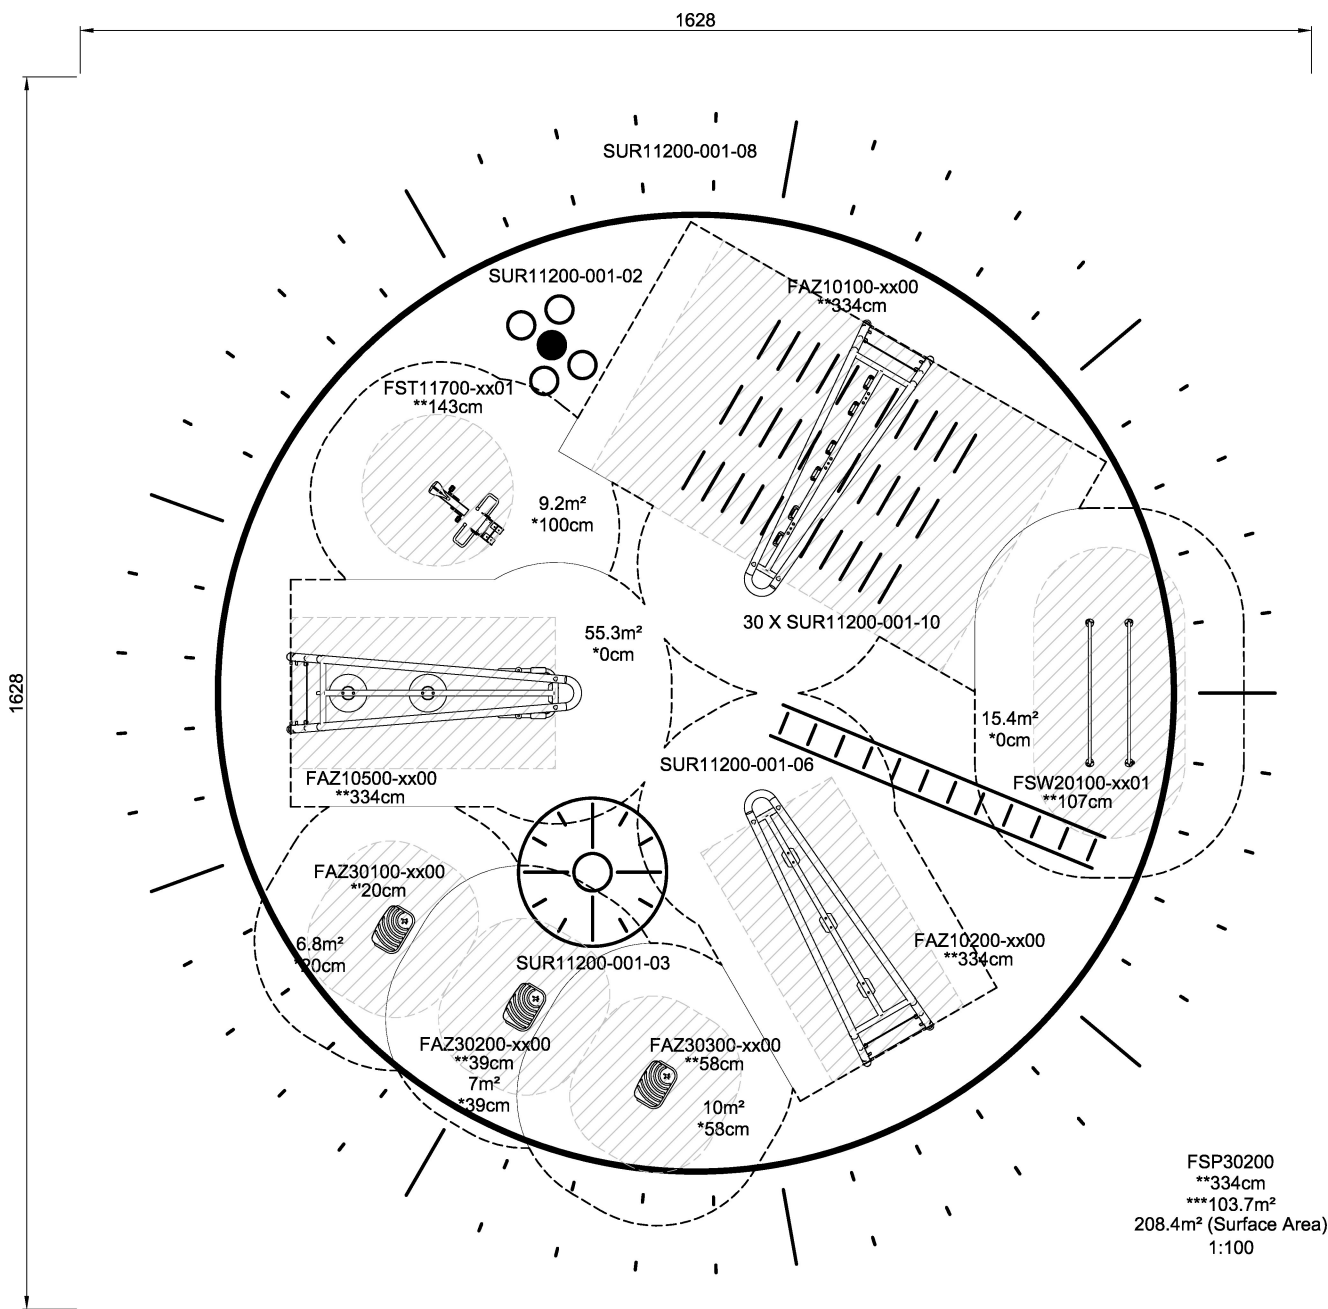 1628
1628
SUR11200-001-08
SUR11200-001-02
FAZ10100-xx00
**334cm
FST11700-xx01
**143cm
9.2m²
*100cm
30 X SUR11200-001-10
55.3m²
*0cm
15.4m²
*0cm
SUR11200-001-06
FAZ10500-xx00
**334cm
FSW20100-xx01
**107cm
FAZ30100-xx00
**20cm
6.8m²
*20cm
FAZ10200-xx00
**334cm
SUR11200-001-03
FAZ30200-xx00
**39cm
7m²
*39cm
FAZ30300-xx00
**58cm
10m²
*58cm
FSP30200
**334cm
***103.7m²
208.4m² (Surface Area)
1:100